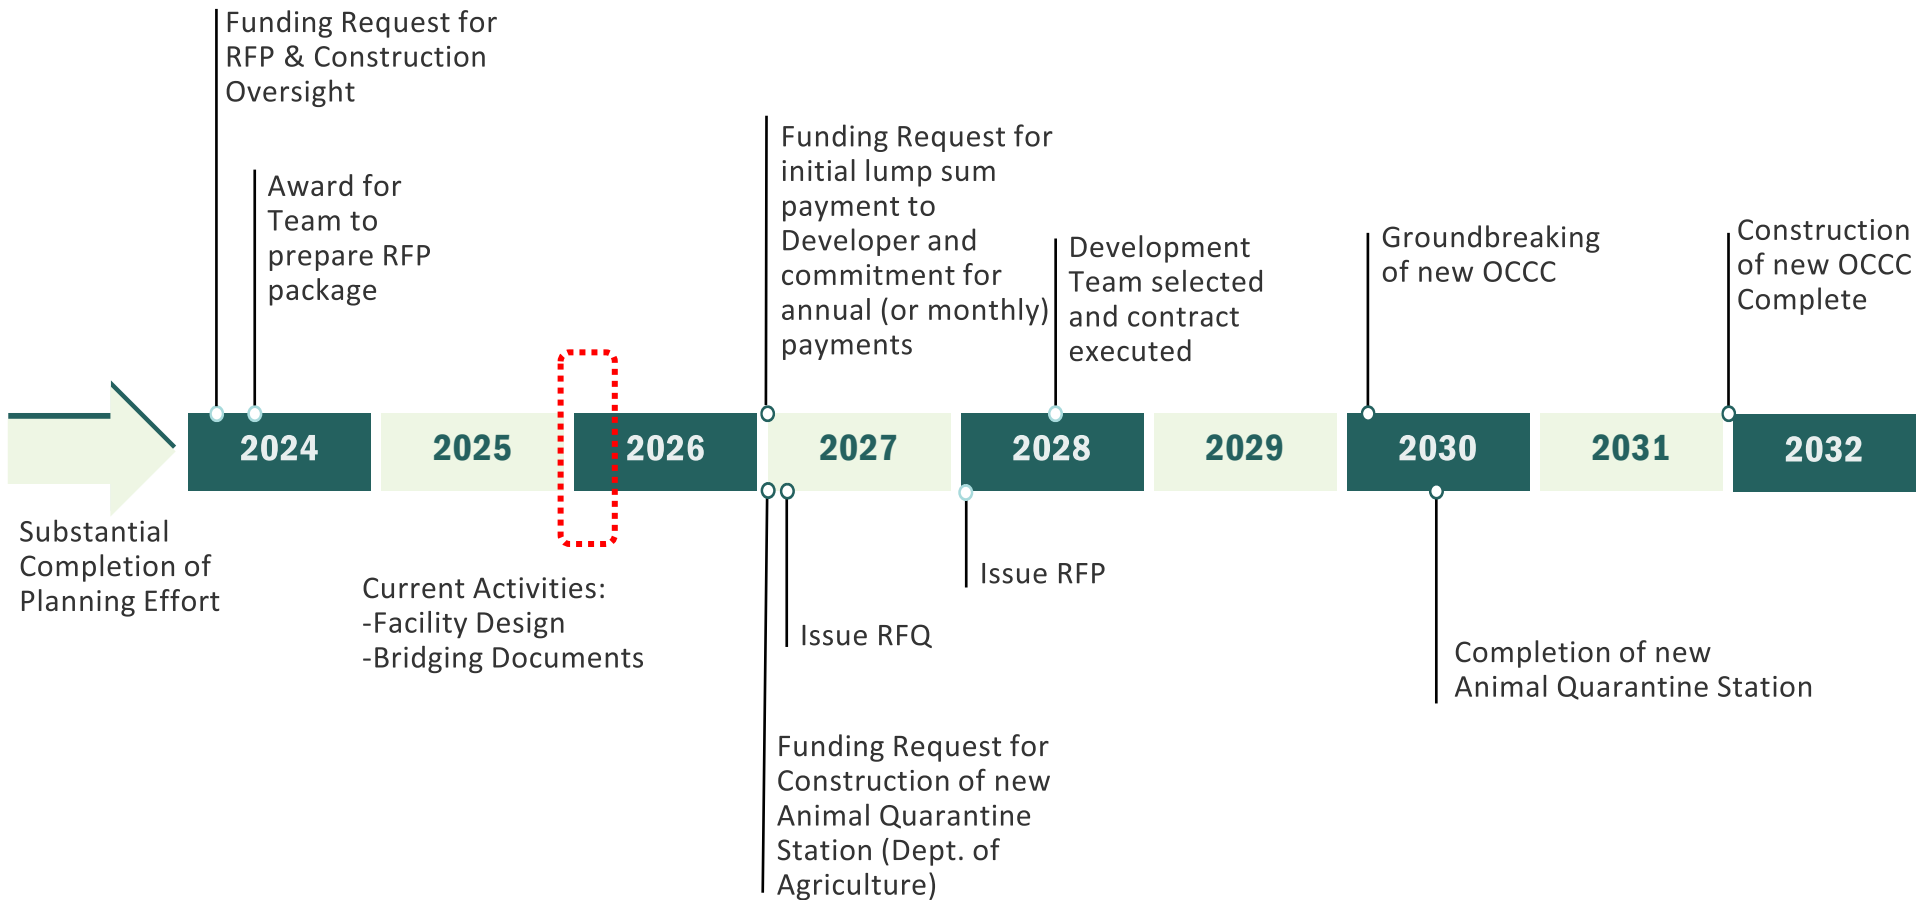 Funding Request for
RFP & Construction
Oversight
Award for
Team to
prepare RFP
package
Funding Request for
initial lump sum
payment to
Developer and
commitment for
annual (or monthly)
payments
Development
Team selected
and contract
executed
Groundbreaking
of new OCCC
Construction
of new OCCC
Complete
2024
2025
2026
2027
2028
2029
2030
2031
2032
Substantial
Completion of
Planning Effort
Current Activities:
-Facility Design
-Bridging Documents
Issue RFQ
Issue RFP
Completion of new
Animal Quarantine Station
Funding Request for
Construction of new
Animal Quarantine
Station (Dept. of
Agriculture)